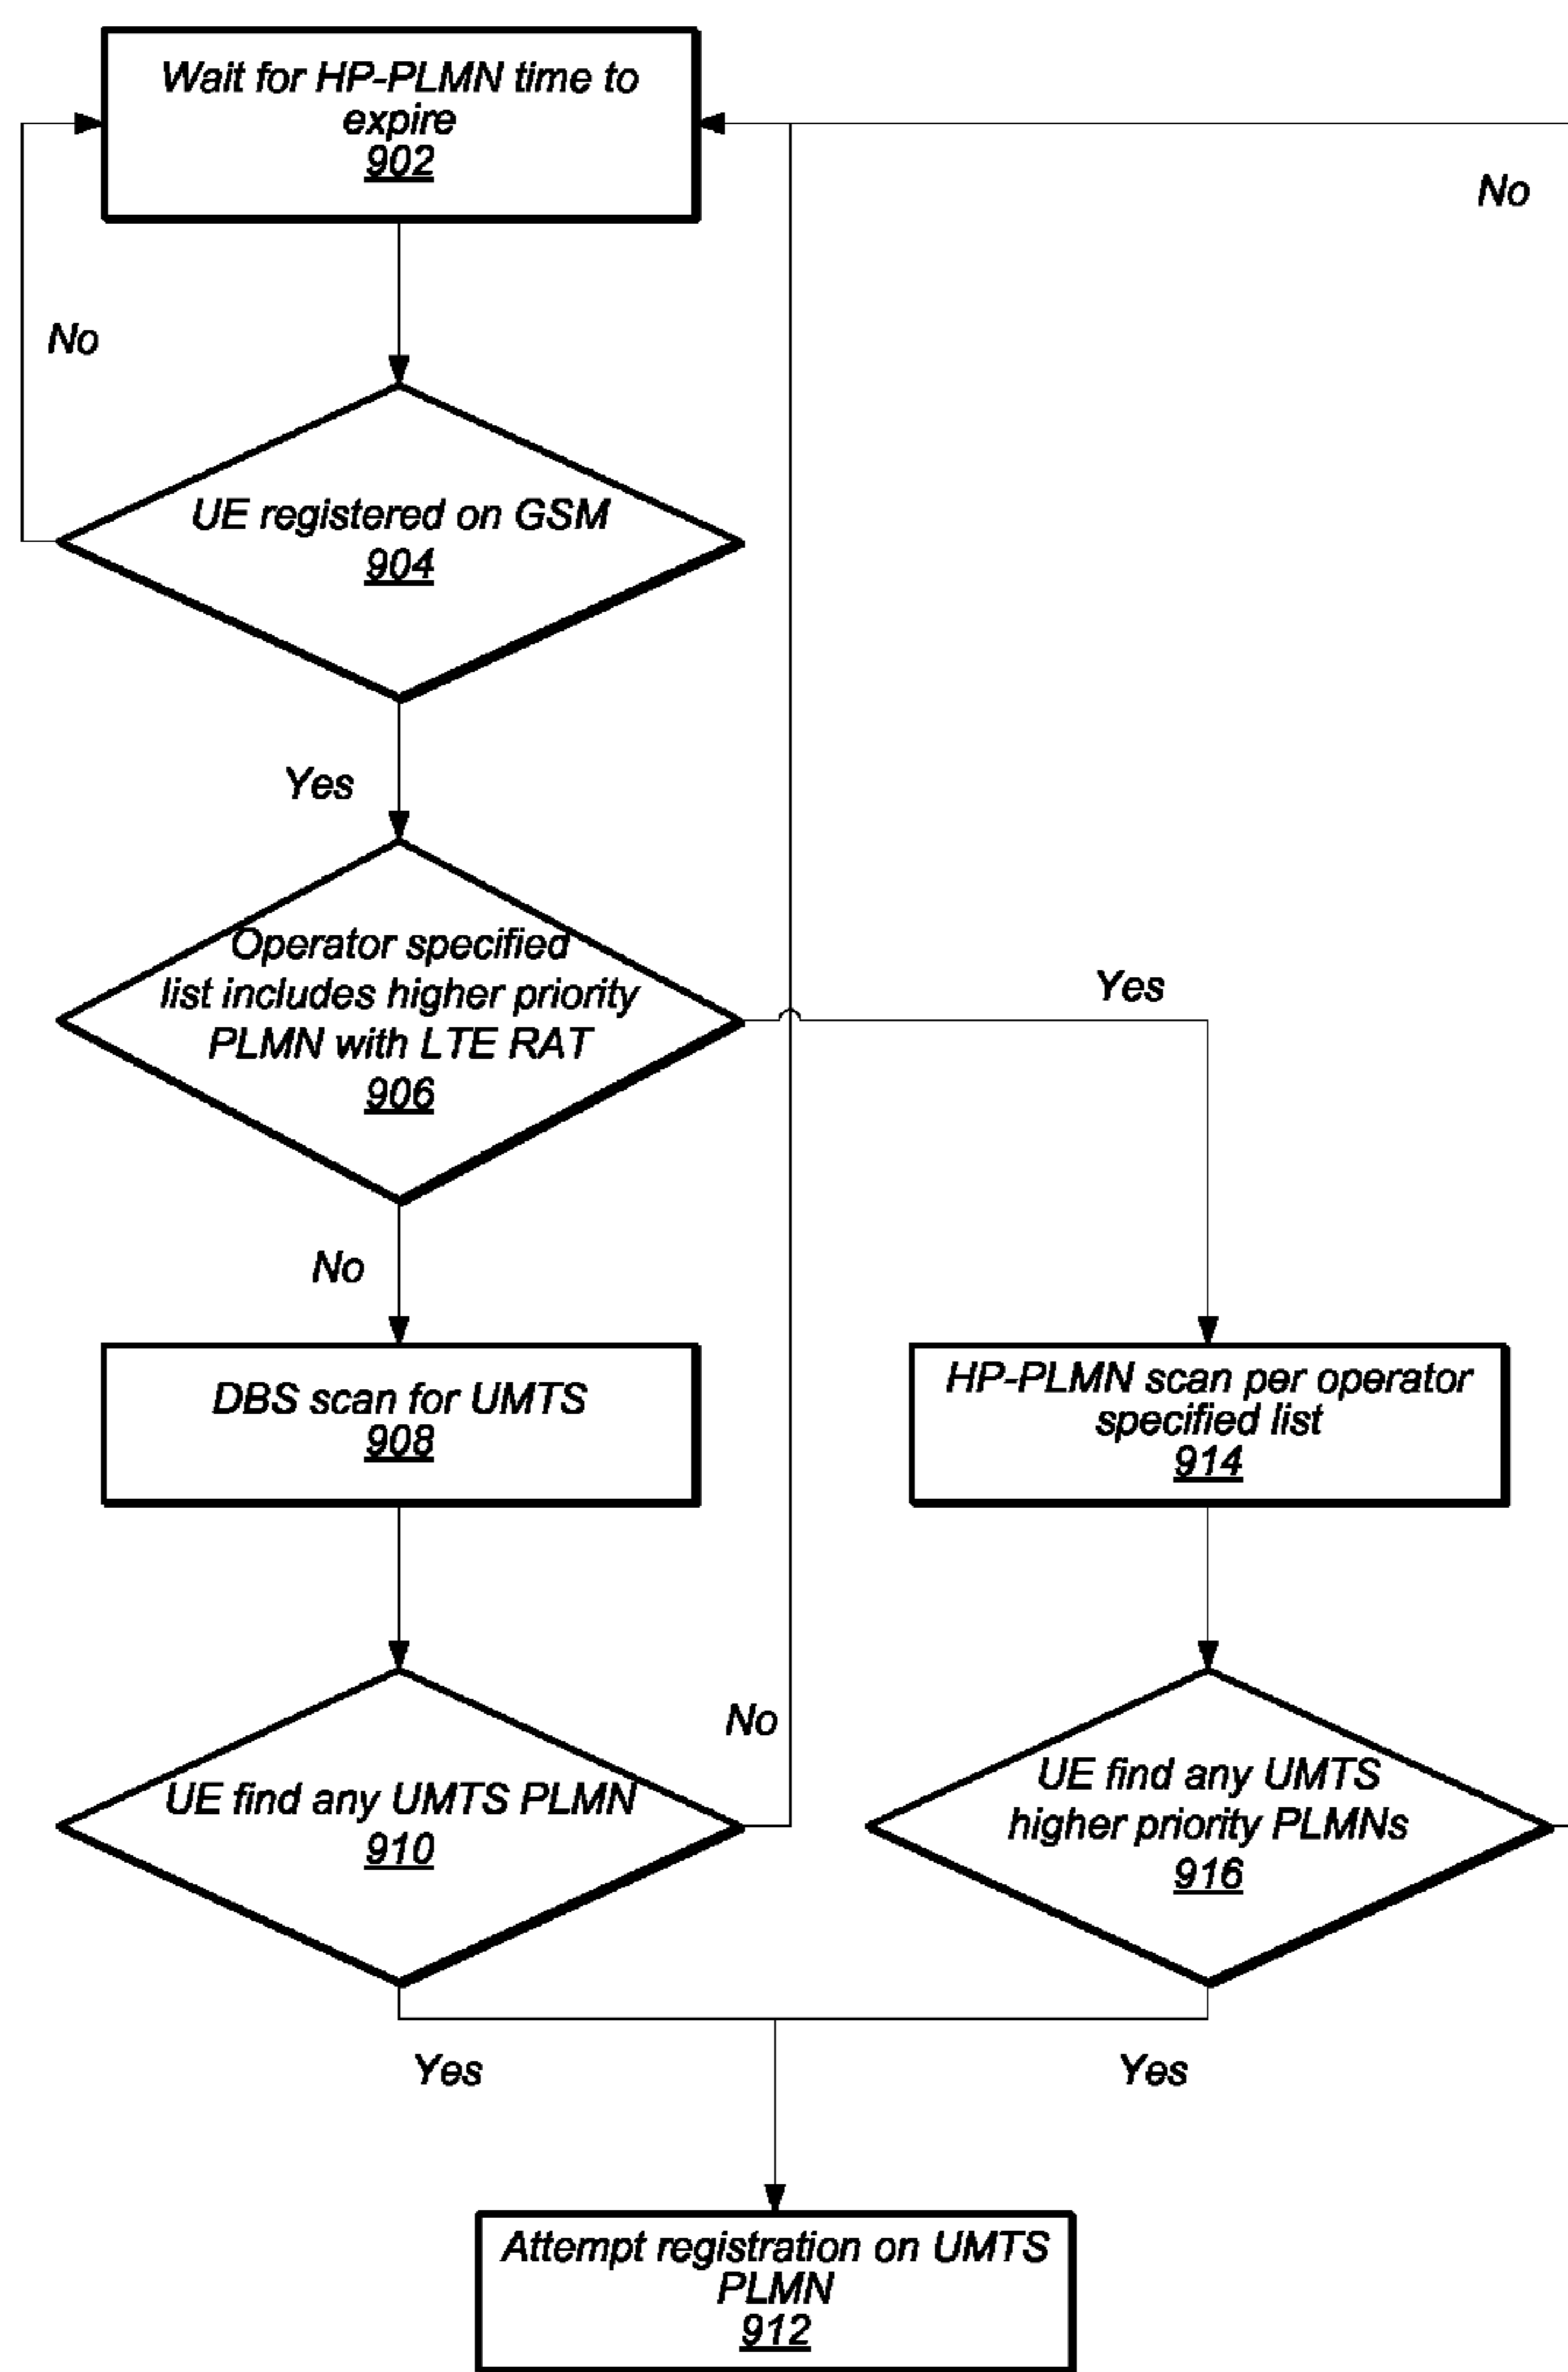 Wait for HP-PLMN time to
expire
902
No
No
UE registered on GSM
904
Yes
Operator specified
list includes higher priority
PLMN with LTE RAT
906
Yes
No
DBS scan for UMTS
908
HP-PLMN scan per operator
specified list
914
No
UE find any UMTS PLMN
910
UE find any UMTS
higher priority PLMNs
916
Yes
Yes
Attempt registration on UMTS
PLMN
912